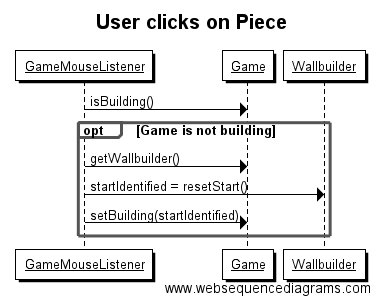 User clicks on Piece
GameMouseListener Game Wallbuilder
isBuilding()
opt [Game is not building]
getWallbuilder()
startIdentified = resetStart()
setBuilding(startIdentified)
GameMouseListener Game Wallbuilder
www.websequencediagrams.com